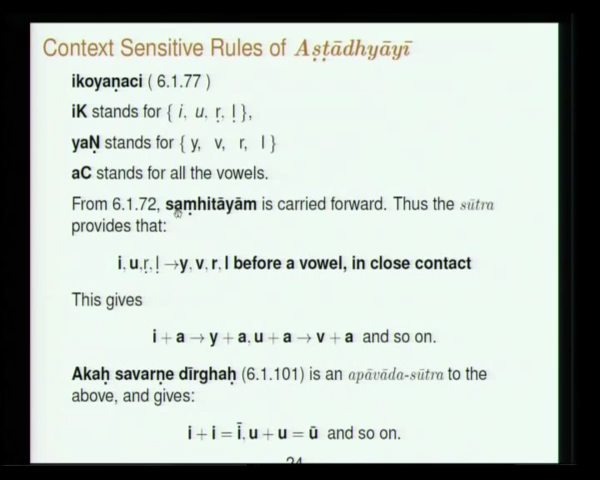 Context Sensitive Rules of Aṣṭādhyāyī
ikoyaṇaci ( 6.1.77 )
iK stands for { i, u, ṛ, ḷ },
yaṆ stands for { y, v, r, l }
aC stands for all the vowels.
From 6.1.72, saṃhitāyām is carried forward. Thus the sūtra
provides that:
i, u,ṛ, ḷ →y, v, r, l before a vowel, in close contact
This gives
i + a → y + a, u + a → v + a and so on.
Akaḥ savarṇe dīrghaḥ (6.1.101) is an apāvāda-sūtra to the
above, and gives:
i + i = ī, u + u = ū and so on.
24